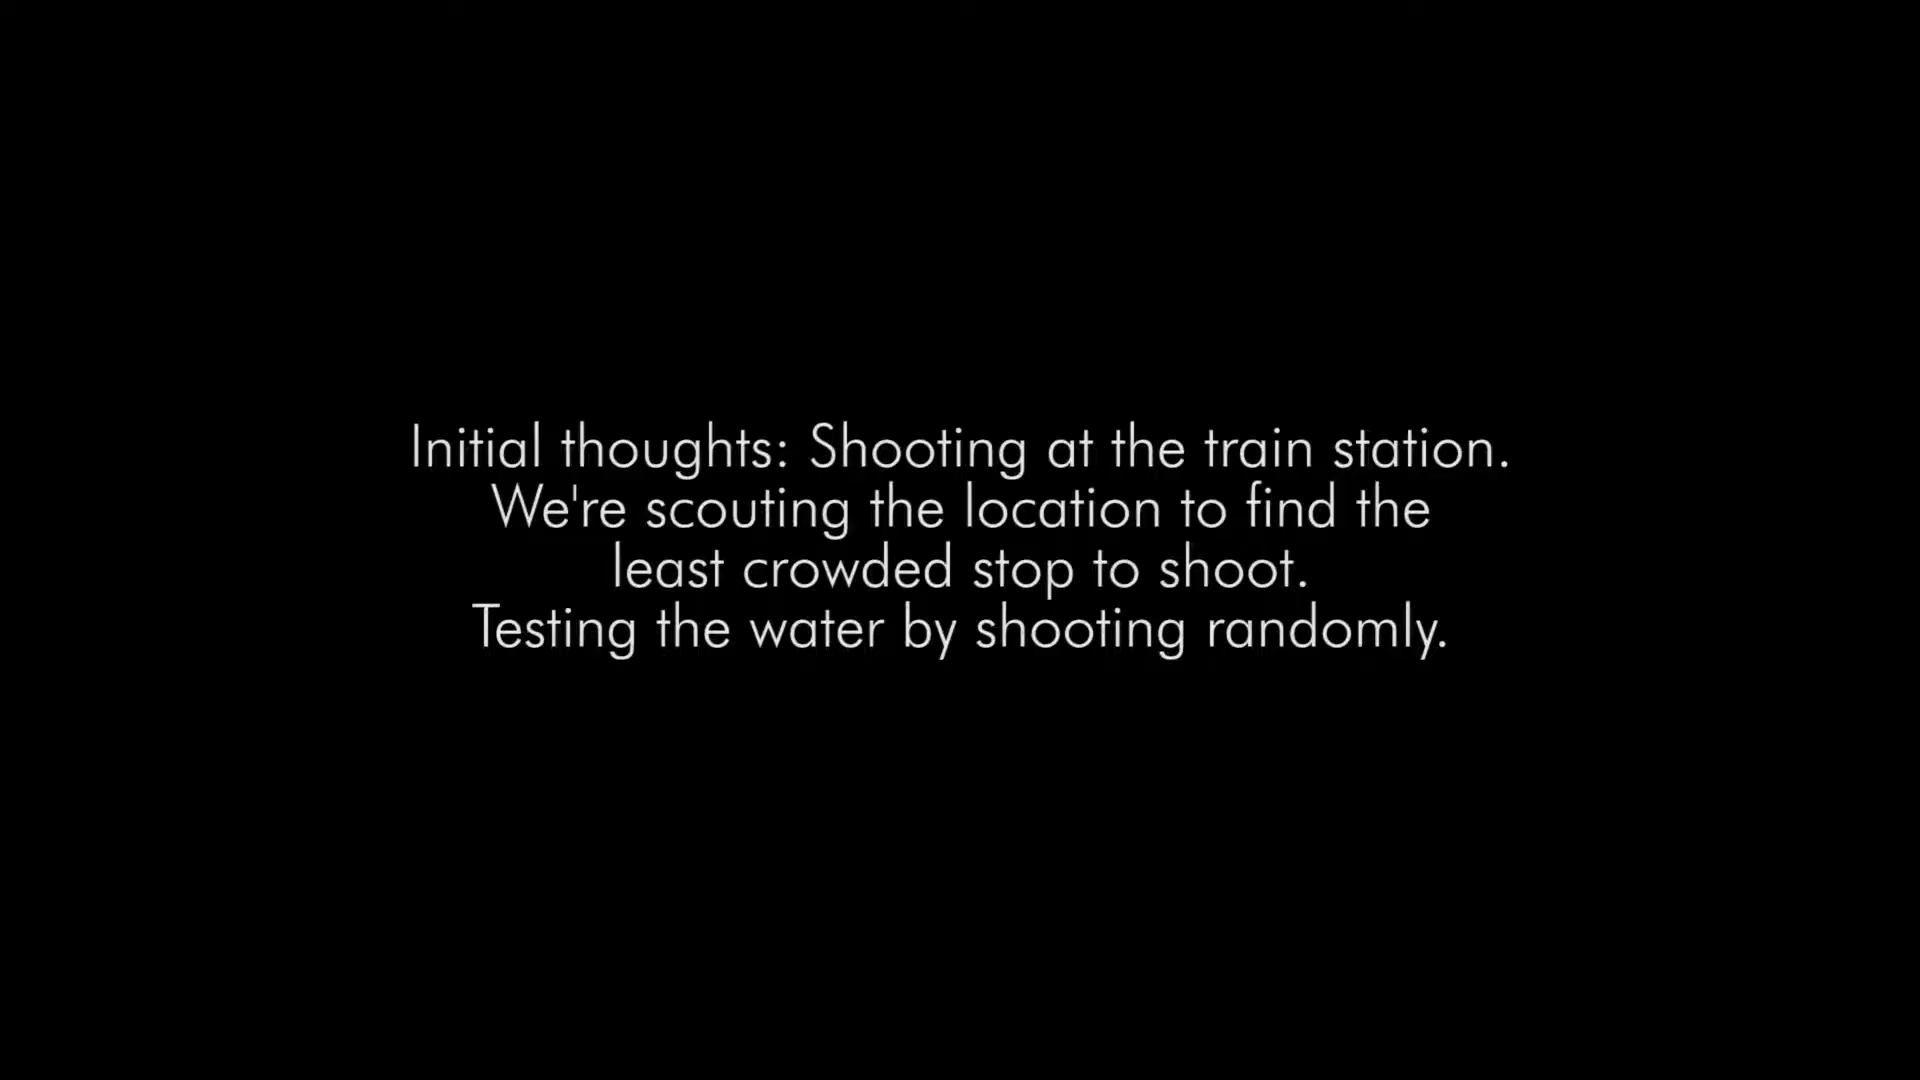 Initial thoughts: Shooting at the train station.
We're scouting the location to find the
least crowded stop to shoot.
Testing the water by shooting randomly.